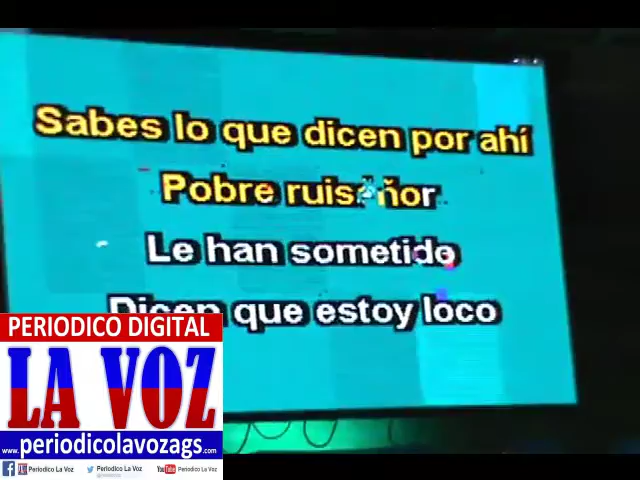 Sabes lo que dicen por ahí
Pobre ruiseñor
Le han sometido
Dicen que estoy loco
PERIODICO DIGITAL
LA VOZ
www.periodicolavozags.com
Periodico La Voz
Periodico La Voz
YouTube Periodico La Voz